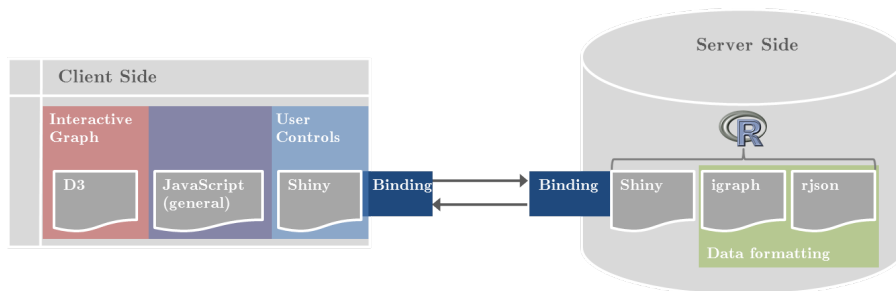 Client Side
Interactive
Graph
User
Controls
D3
JavaScript
(general)
Shiny
Binding
Binding
Server Side
R
Shiny
igraph
rjson
Data formatting